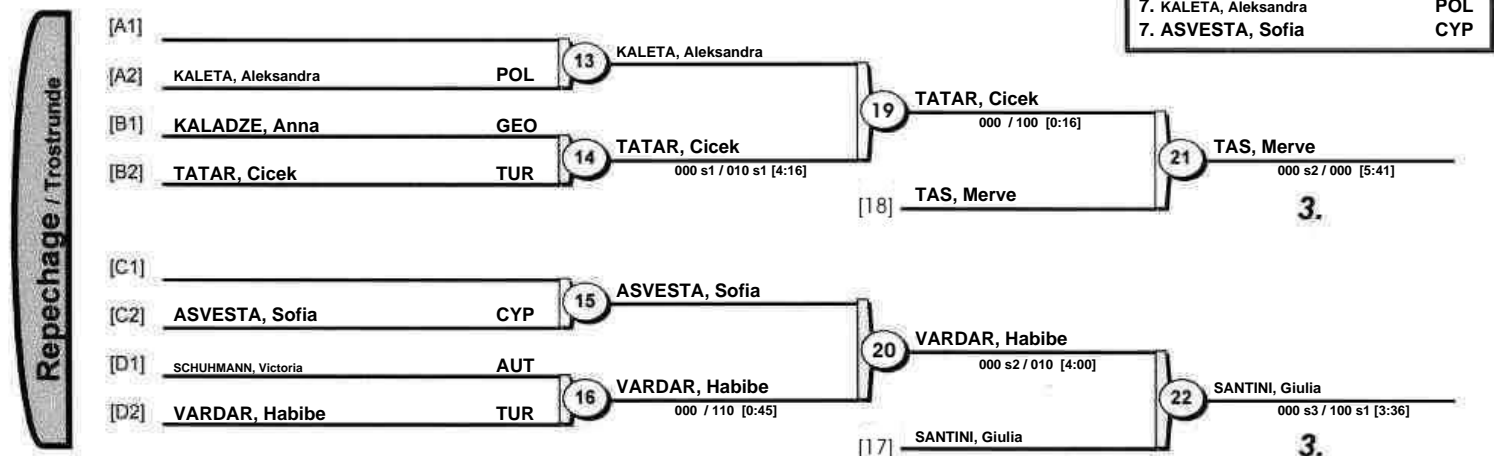 7. KALETA, Aleksandra POL
7. ASVESTA, Sofia CYP
Repechage / Trostrunde
[A1]
[A2] KALETA, Aleksandra POL
13 KALETA, Aleksandra
[B1] KALADZE, Anna GEO
[B2] TATAR, Cicek TUR
14 TATAR, Cicek
000 s1 / 010 s1 [4:16]
19 TATAR, Cicek
000 / 100 [0:16]
[18] TAS, Merve
21 TAS, Merve
000 s2 / 000 [5:41]
3.
[C1]
[C2] ASVESTA, Sofia CYP
15 ASVESTA, Sofia
[D1] SCHUHMANN, Victoria AUT
[D2] VARDAR, Habibe TUR
16 VARDAR, Habibe
000 / 110 [0:45]
20 VARDAR, Habibe
000 s2 / 010 [4:00]
[17] SANTINI, Giulia
22 SANTINI, Giulia
000 s3 / 100 s1 [3:36]
3.